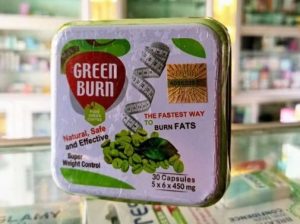 GREEN
BURN
Natural, Safe
and Effective
Super
Weight Control
THE FASTEST WAY
TO
BURN FATS
30 Capsules
5 x 6 x 450 mg